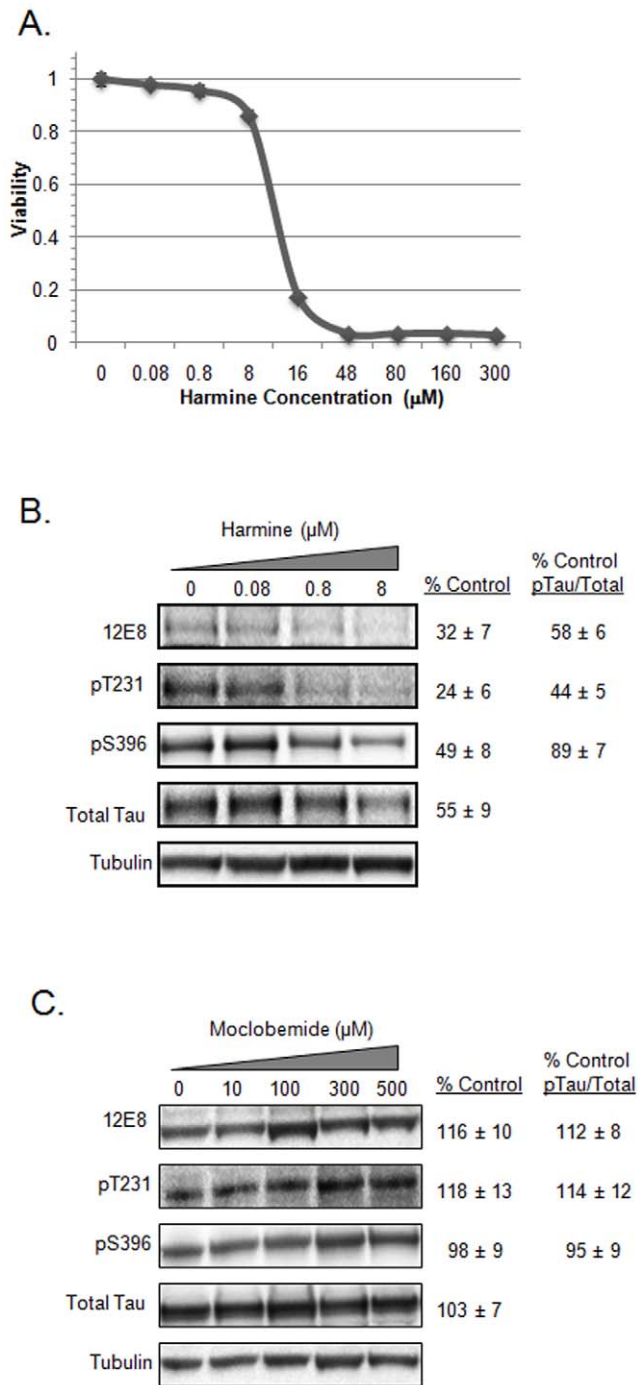 A.
1
0.8
0.6
0.4
0.2
0
Viability
0 0.08 0.8 8 16 48 80 160 300
Harmine Concentration (µM)
B.
Harmine (µM)
% Control
% Control pTau/Total
0 0.08 0.8 8
12E8 32 ± 7 58 ± 6
pT231 24 ± 6 44 ± 5
pS396 49 ± 8 89 ± 7
Total Tau 55 ± 9
Tubulin
C.
Moclobemide (µM)
% Control
% Control pTau/Total
0 10 100 300 500
12E8 116 ± 10 112 ± 8
pT231 118 ± 13 114 ± 12
pS396 98 ± 9 95 ± 9
Total Tau 103 ± 7
Tubulin